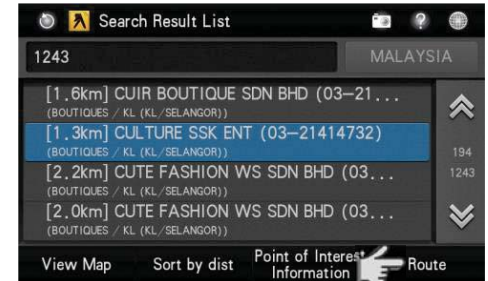 Search Result List
?
1243 MALAYSIA
[1.6km] CUIR BOUTIQUE SDN BHD (03-21...
(BOUTIQUES / KL (KL/SELANGOR))
[1.3km] CULTURE SSK ENT (03-21414732)
(BOUTIQUES / KL (KL/SELANGOR))
194
1243
[2.2km] CUTE FASHION WS SDN BHD (03...
(BOUTIQUES / KL (KL/SELANGOR))
[2.0km] CUTE FASHION WS SDN BHD (03...
(BOUTIQUES / KL (KL/SELANGOR))
View Map Sort by dist Point of Interest Information Route